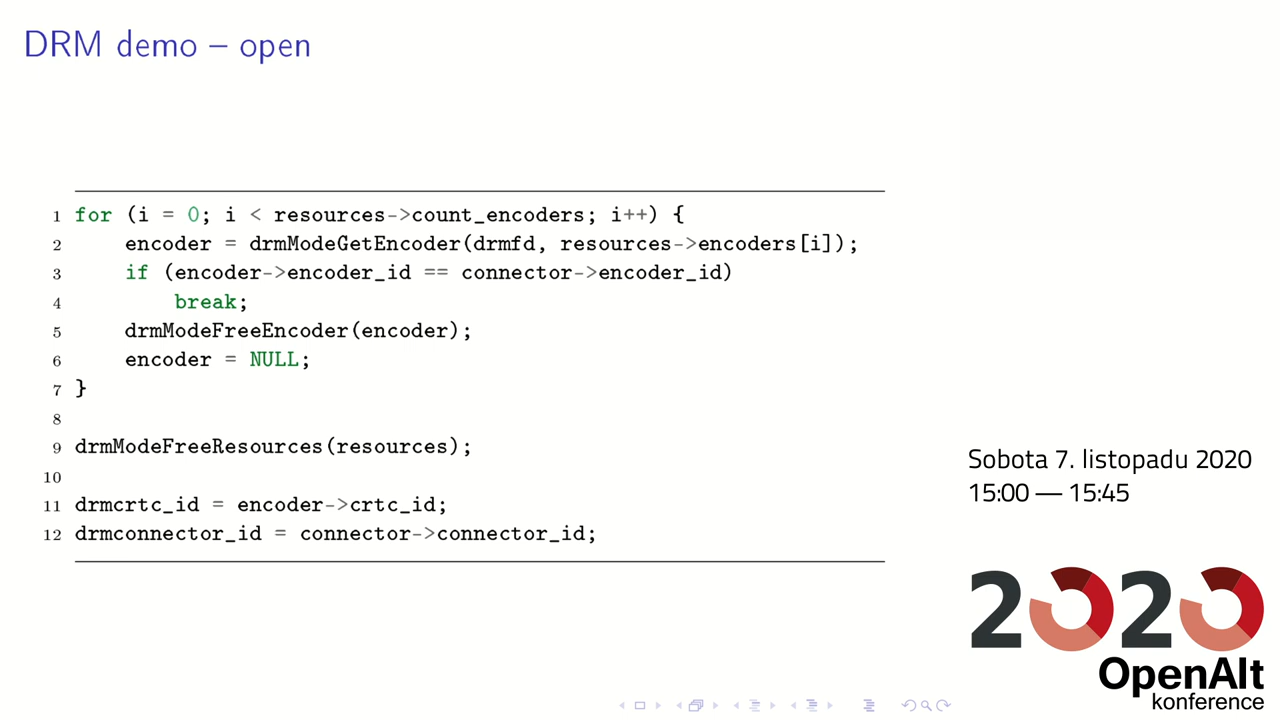 DRM demo – open
1 for (i = 0; i < resources->count_encoders; i++) {
2     encoder = drmModeGetEncoder(drmfd, resources->encoders[i]);
3     if (encoder->encoder_id == connector->encoder_id)
4         break;
5     drmModeFreeEncoder(encoder);
6     encoder = NULL;
7 }
8
9 drmModeFreeResources(resources);
10
11 drmcrtc_id = encoder->crtc_id;
12 drmconnector_id = connector->connector_id;
Sobota 7. listopadu 2020
15:00 — 15:45
2020
OpenAlt
konference